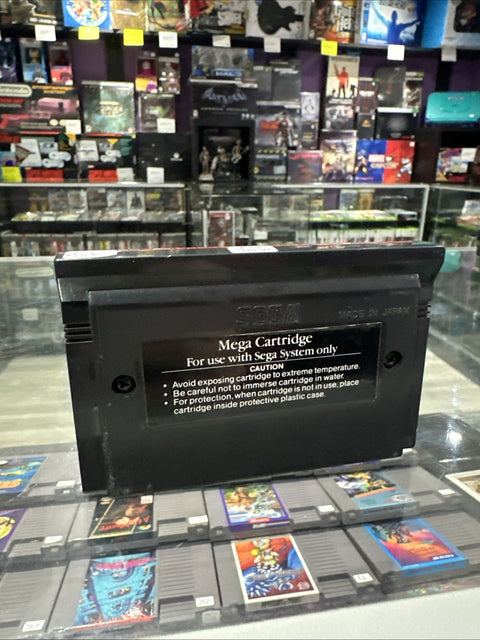 SEGA
MADE IN JAPAN
Mega Cartridge
For use with Sega System only
CAUTION
• Avoid exposing cartridge to extreme temperature.
• Be careful not to immerse cartridge in water.
• For protection, when cartridge is not in use, place
cartridge inside protective plastic case.